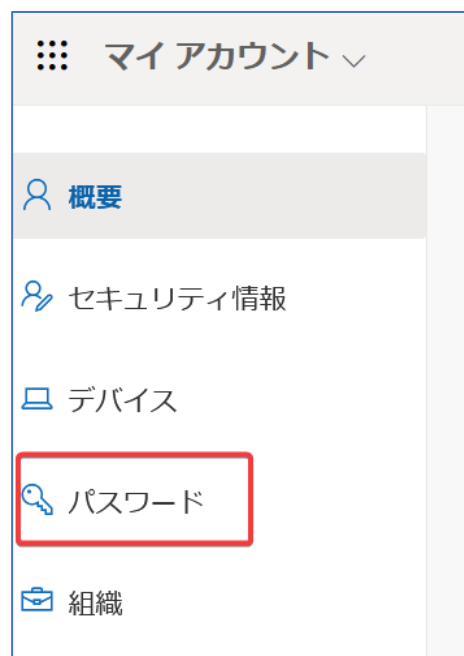 マイ アカウント
概要
セキュリティ情報
デバイス
パスワード
組織